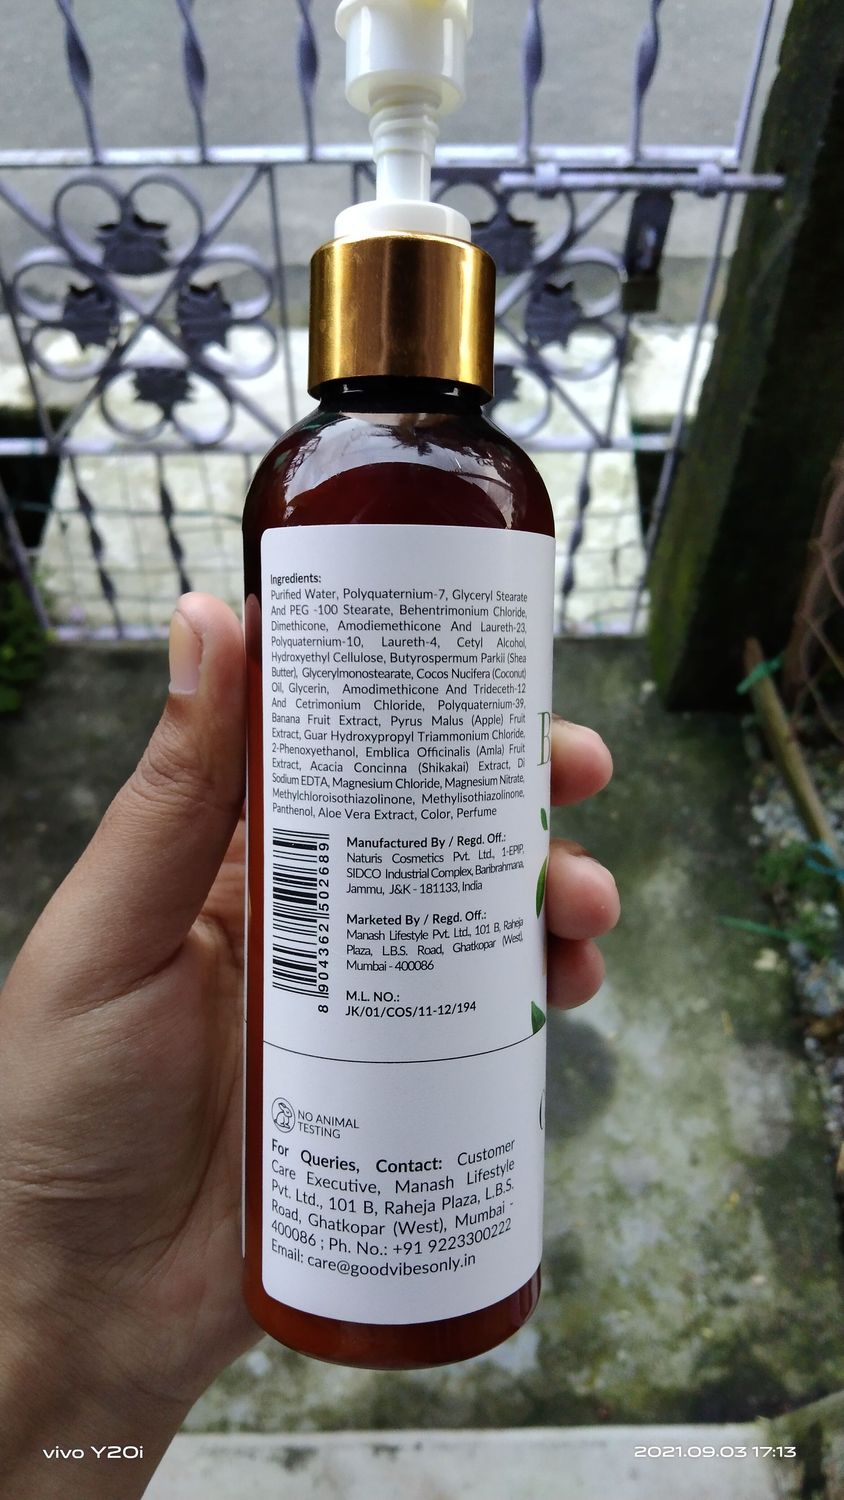 Ingredients:
Purified Water, Polyquaternium-7, Glyceryl Stearate
And PEG -100 Stearate, Behentrimonium Chloride,
Dimethicone, Amodiemethicone And Laureth-23,
Polyquaternium-10, Laureth-4, Cetyl Alcohol,
Hydroxyethyl Cellulose, Butyrospermum Parkii (Shea
Butter), Glycerylmonostearate, Cocos Nucifera (Coconut)
Oil, Glycerin, Amodimethicone And Trideceth-12
And Cetrimonium Chloride, Polyquaternium-39,
Banana Fruit Extract, Pyrus Malus (Apple) Fruit
Extract, Guar Hydroxypropyl Triammonium Chloride,
2-Phenoxyethanol, Emblica Officinalis (Amla) Fruit
Extract, Acacia Concinna (Shikakai) Extract, Di
Sodium EDTA, Magnesium Chloride, Magnesium Nitrate,
Methylchloroisothiazolinone, Methylisothiazolinone,
Panthenol, Aloe Vera Extract, Color, Perfume
8 904362 502689
Manufactured By / Regd. Off.:
Naturis Cosmetics Pvt. Ltd., 1-EPIP,
SIDCO Industrial Complex, Baribrahmana,
Jammu, J&K - 181133, India
Marketed By / Regd. Off.:
Manash Lifestyle Pvt. Ltd., 101 B, Raheja
Plaza, L.B.S. Road, Ghatkopar (West),
Mumbai - 400086
M.L. NO.:
JK/01/COS/11-12/194
NO ANIMAL
TESTING
For Queries, Contact: Customer
Care Executive, Manash Lifestyle
Pvt. Ltd., 101 B, Raheja Plaza, L.B.S.
Road, Ghatkopar (West), Mumbai -
400086 ; Ph. No.: +91 9223300222
Email: care@goodvibesonly.in
vivo Y20i
2021.09.03 17:13